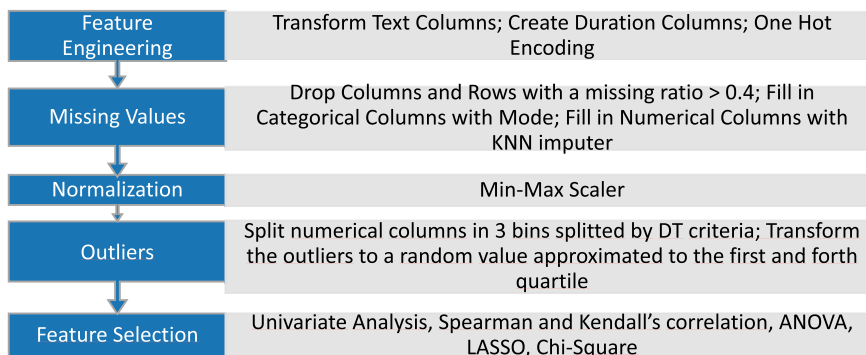 Feature
Engineering
Transform Text Columns; Create Duration Columns; One Hot
Encoding
Missing Values
Drop Columns and Rows with a missing ratio > 0.4; Fill in
Categorical Columns with Mode; Fill in Numerical Columns with
KNN imputer
Normalization
Min-Max Scaler
Outliers
Split numerical columns in 3 bins splitted by DT criteria; Transform
the outliers to a random value approximated to the first and forth
quartile
Feature Selection
Univariate Analysis, Spearman and Kendall's correlation, ANOVA,
LASSO, Chi-Square